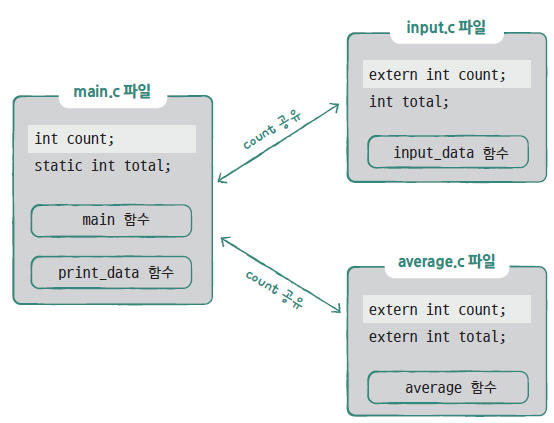 main.c 파일
int count;
static int total;
main 함수
print_data 함수
count 공유
count 공유
input.c 파일
extern int count;
int total;
input_data 함수
average.c 파일
extern int count;
extern int total;
average 함수